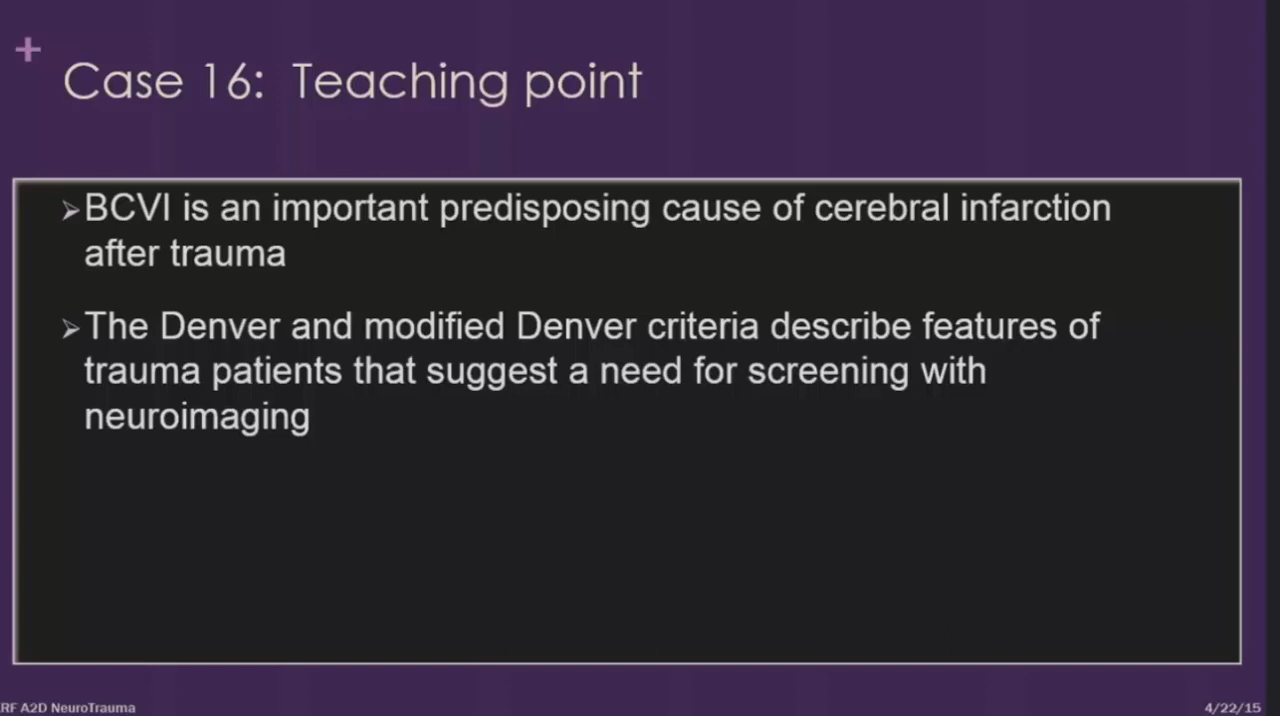 +
Case 16: Teaching point
➢BCVI is an important predisposing cause of cerebral infarction
after trauma
➢The Denver and modified Denver criteria describe features of
trauma patients that suggest a need for screening with
neuroimaging
RF A2D NeuroTrauma
4/22/15